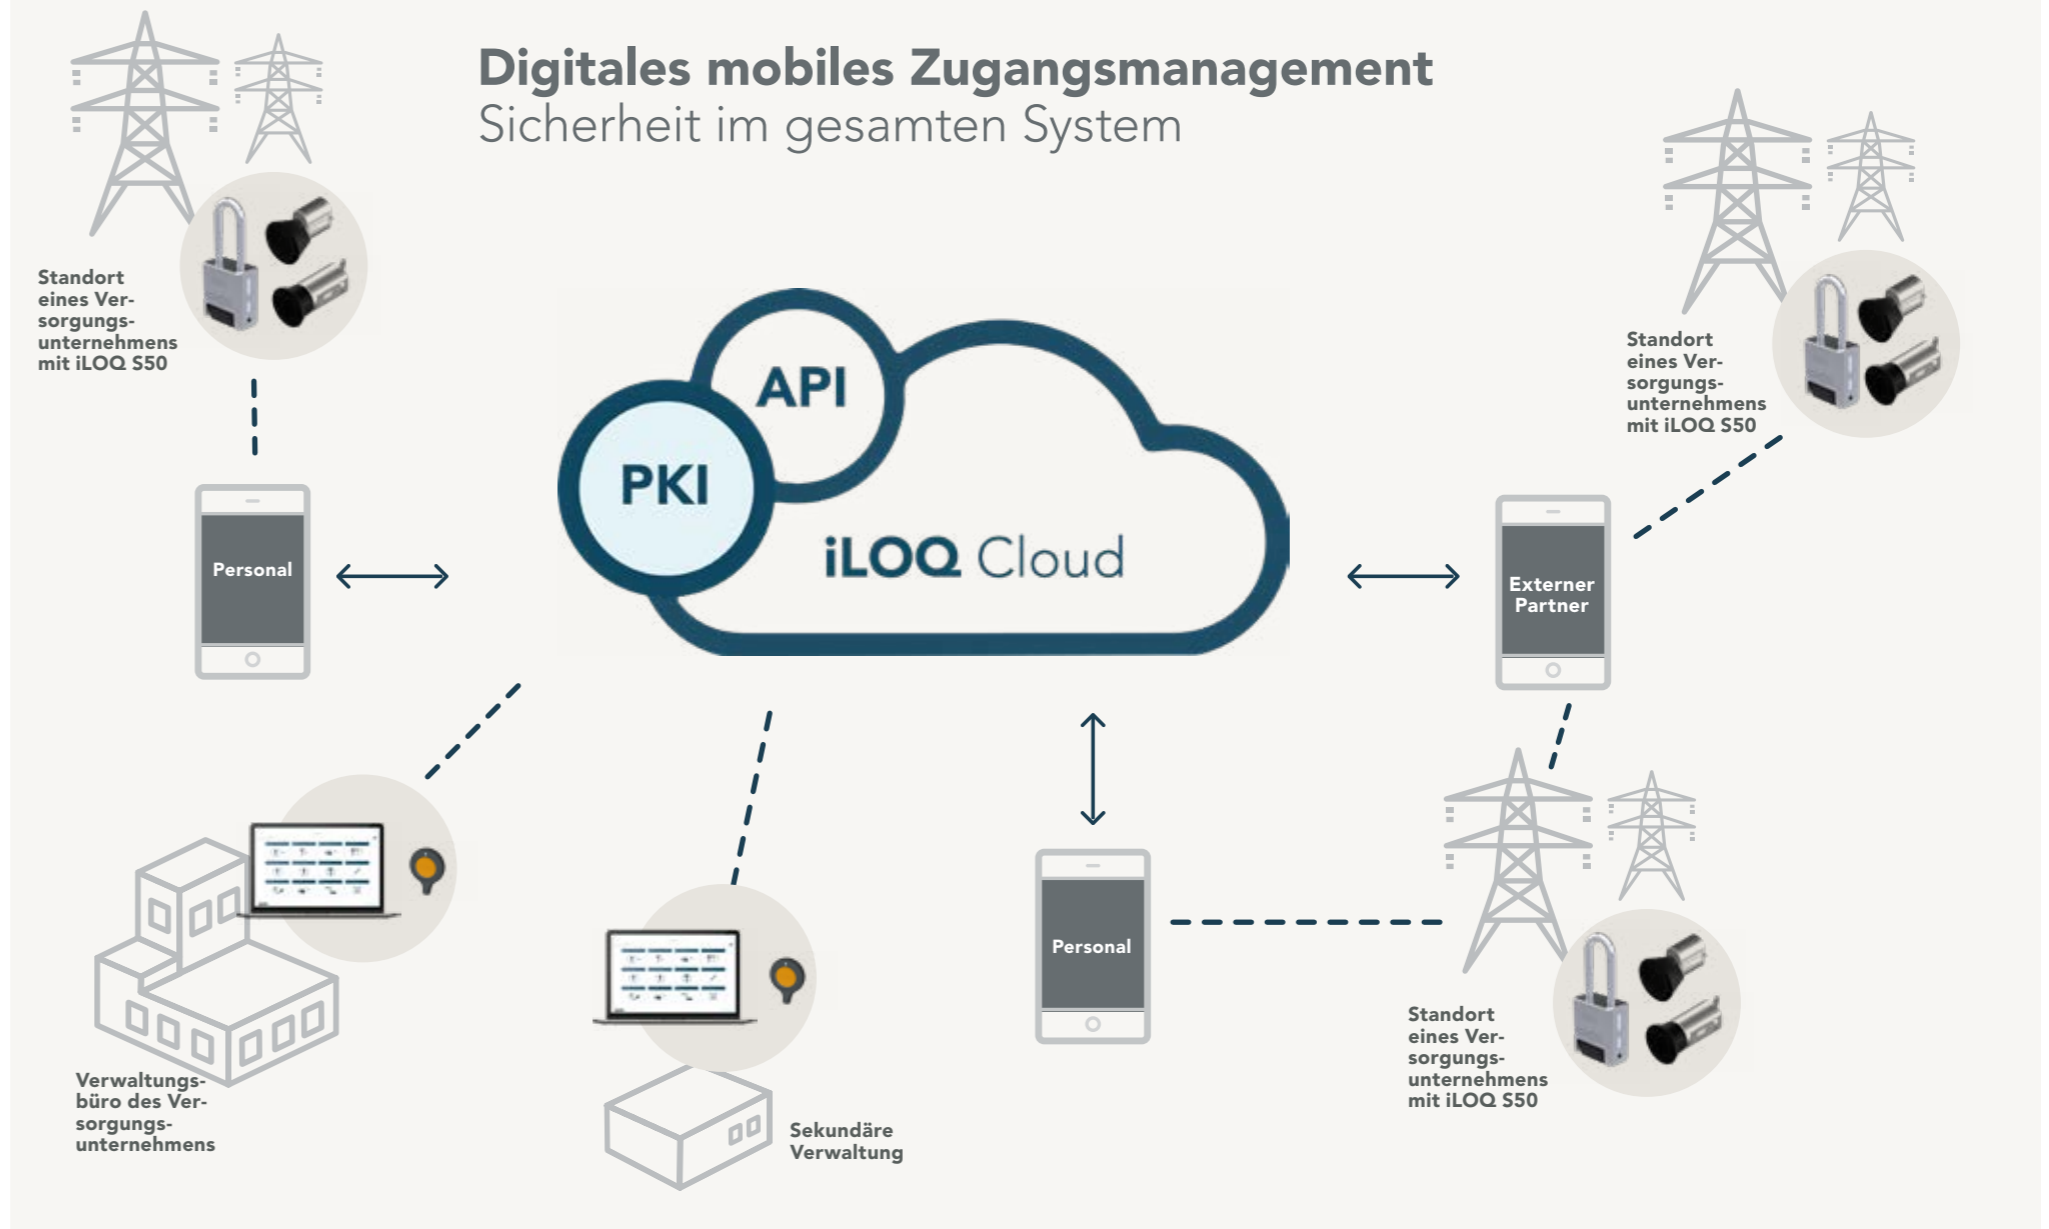 Digitales mobiles Zugangsmanagement
Sicherheit im gesamten System
Standort
eines Ver-
sorgungs-
unternehmens
mit iLOQ S50
Standort
eines Ver-
sorgungs-
unternehmens
mit iLOQ S50
API
PKI
iLOQ Cloud
Personal
Externer
Partner
Personal
Standort
eines Ver-
sorgungs-
unternehmens
mit iLOQ S50
Verwaltungs-
büro des Ver-
sorgungs-
unternehmens
Sekundäre
Verwaltung